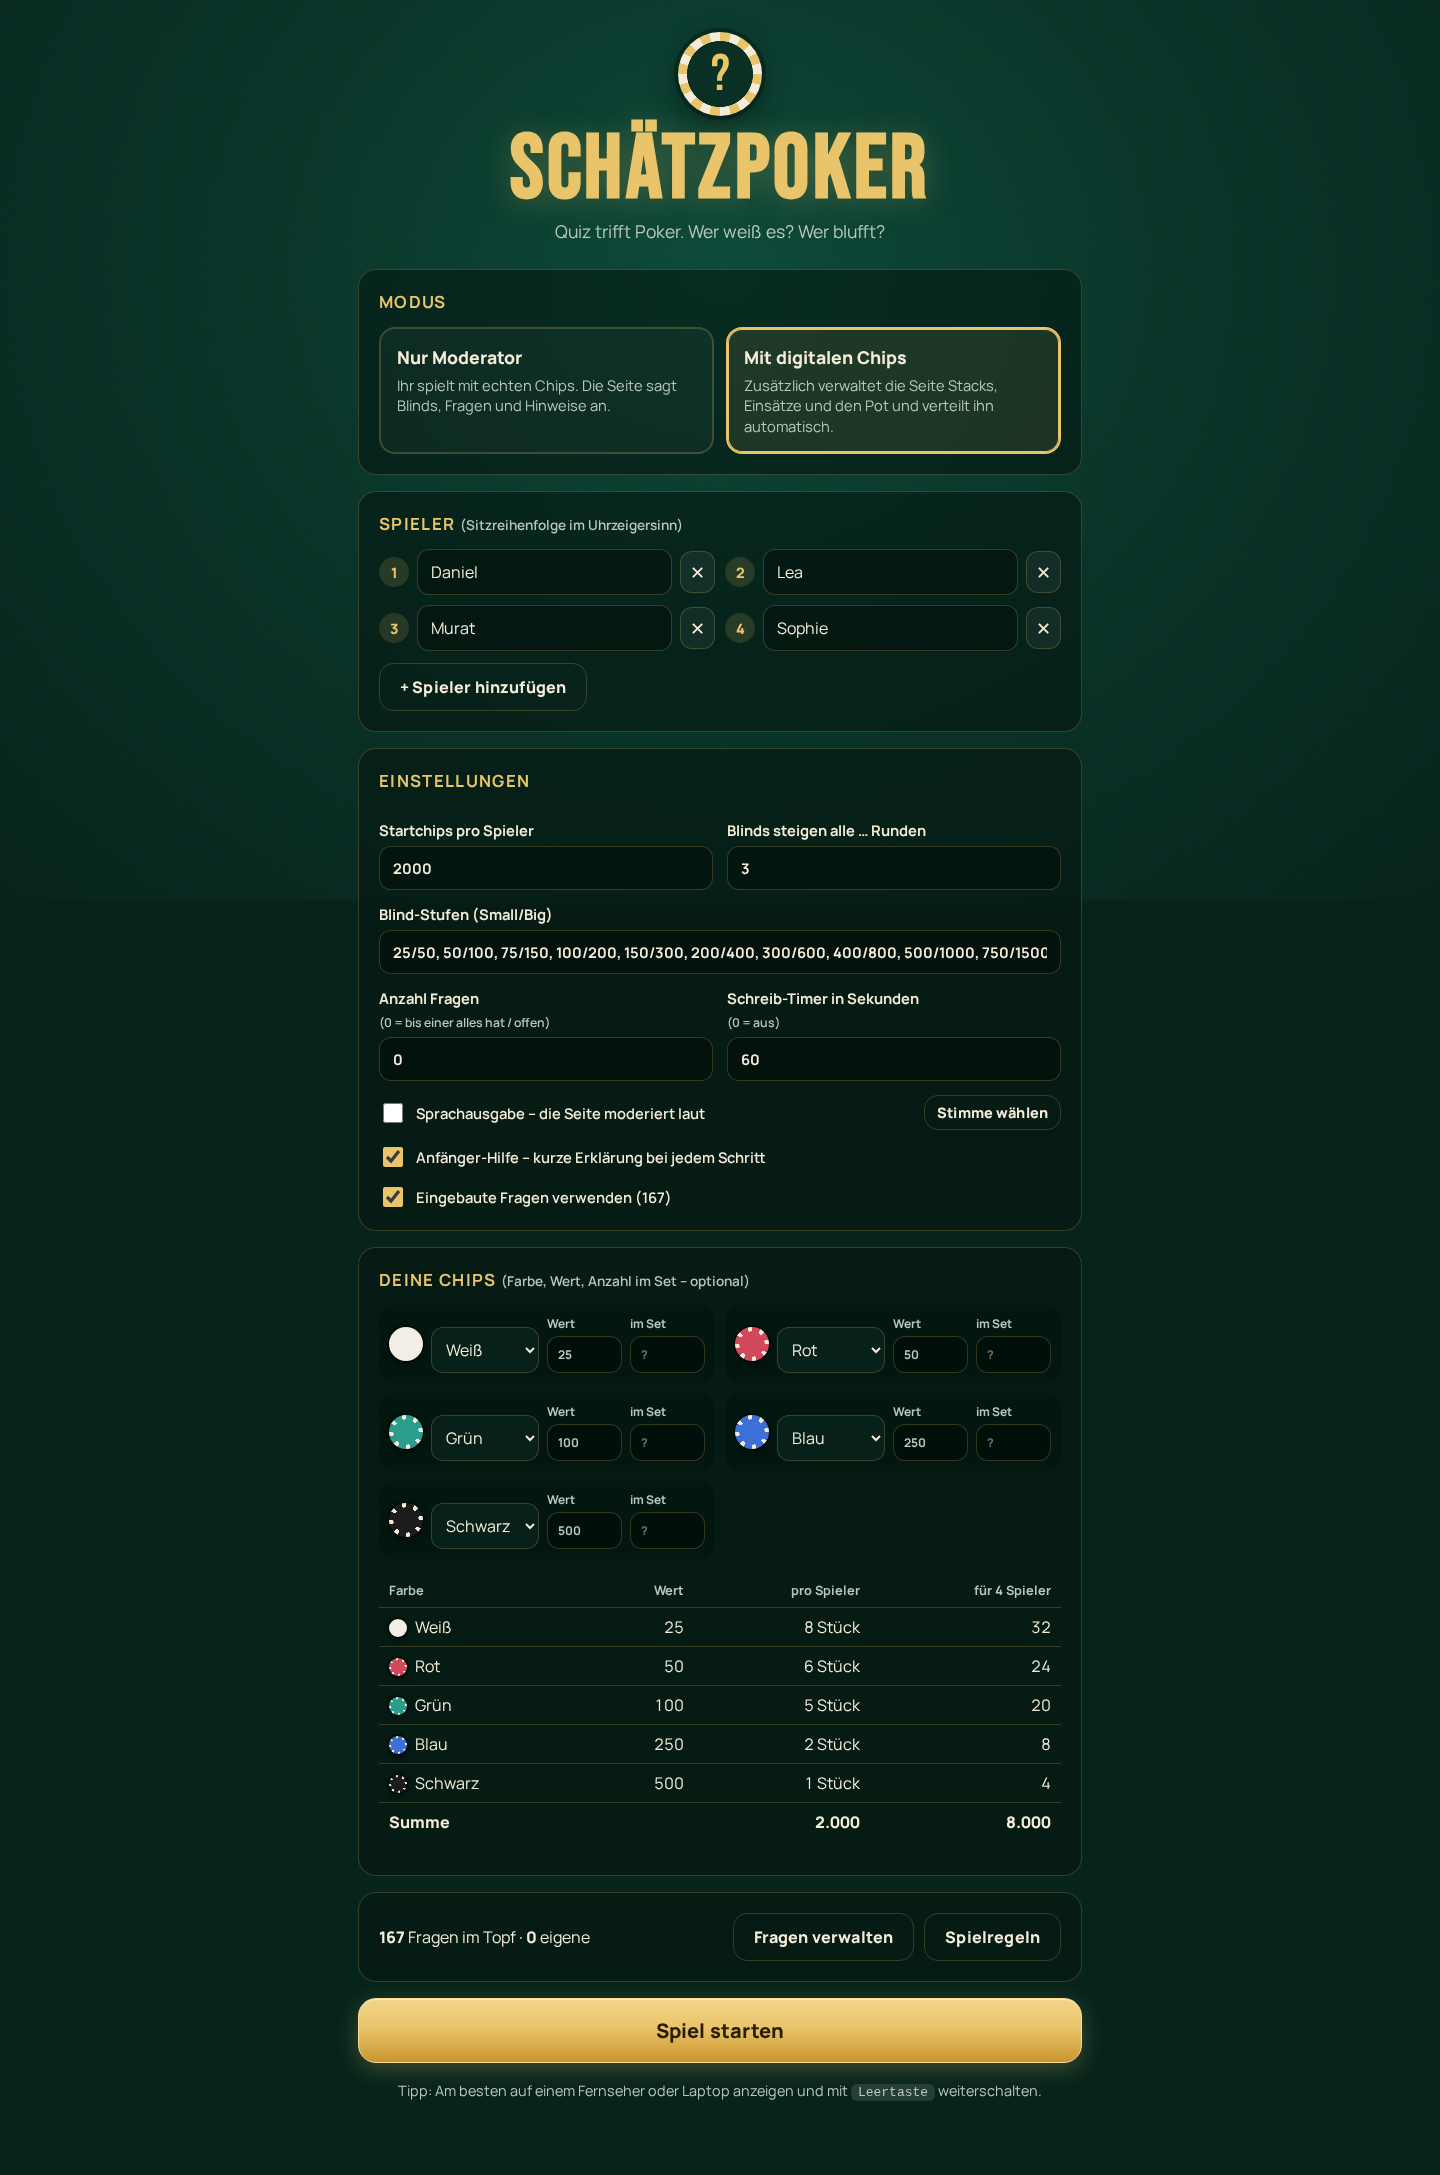 ?
SCHÄTZPOKER
Quiz trifft Poker. Wer weiß es? Wer blufft?
MODUS
Nur Moderator
Ihr spielt mit echten Chips. Die Seite sagt
Blinds, Fragen und Hinweise an.
Mit digitalen Chips
Zusätzlich verwaltet die Seite Stacks,
Einsätze und den Pot und verteilt ihn
automatisch.
SPIELER (Sitzreihenfolge im Uhrzeigersinn)
1 Daniel ✕ 2 Lea ✕
3 Murat ✕ 4 Sophie ✕
+ Spieler hinzufügen
EINSTELLUNGEN
Startchips pro Spieler Blinds steigen alle … Runden
2000 3
Blind-Stufen (Small/Big)
25/50, 50/100, 75/150, 100/200, 150/300, 200/400, 300/600, 400/800, 500/1000, 750/1500
Anzahl Fragen Schreib-Timer in Sekunden
(0 = bis einer alles hat / offen) (0 = aus)
0 60
Sprachausgabe – die Seite moderiert laut Stimme wählen
Anfänger-Hilfe – kurze Erklärung bei jedem Schritt
Eingebaute Fragen verwenden (167)
DEINE CHIPS (Farbe, Wert, Anzahl im Set – optional)
Wert im Set Wert im Set
Weiß 25 ? Rot 50 ?
Wert im Set Wert im Set
Grün 100 ? Blau 250 ?
Wert im Set
Schwarz 500 ?
Farbe Wert pro Spieler für 4 Spieler
Weiß 25 8 Stück 32
Rot 50 6 Stück 24
Grün 100 5 Stück 20
Blau 250 2 Stück 8
Schwarz 500 1 Stück 4
Summe 2.000 8.000
167 Fragen im Topf · 0 eigene Fragen verwalten Spielregeln
Spiel starten
Tipp: Am besten auf einem Fernseher oder Laptop anzeigen und mit Leertaste weiterschalten.